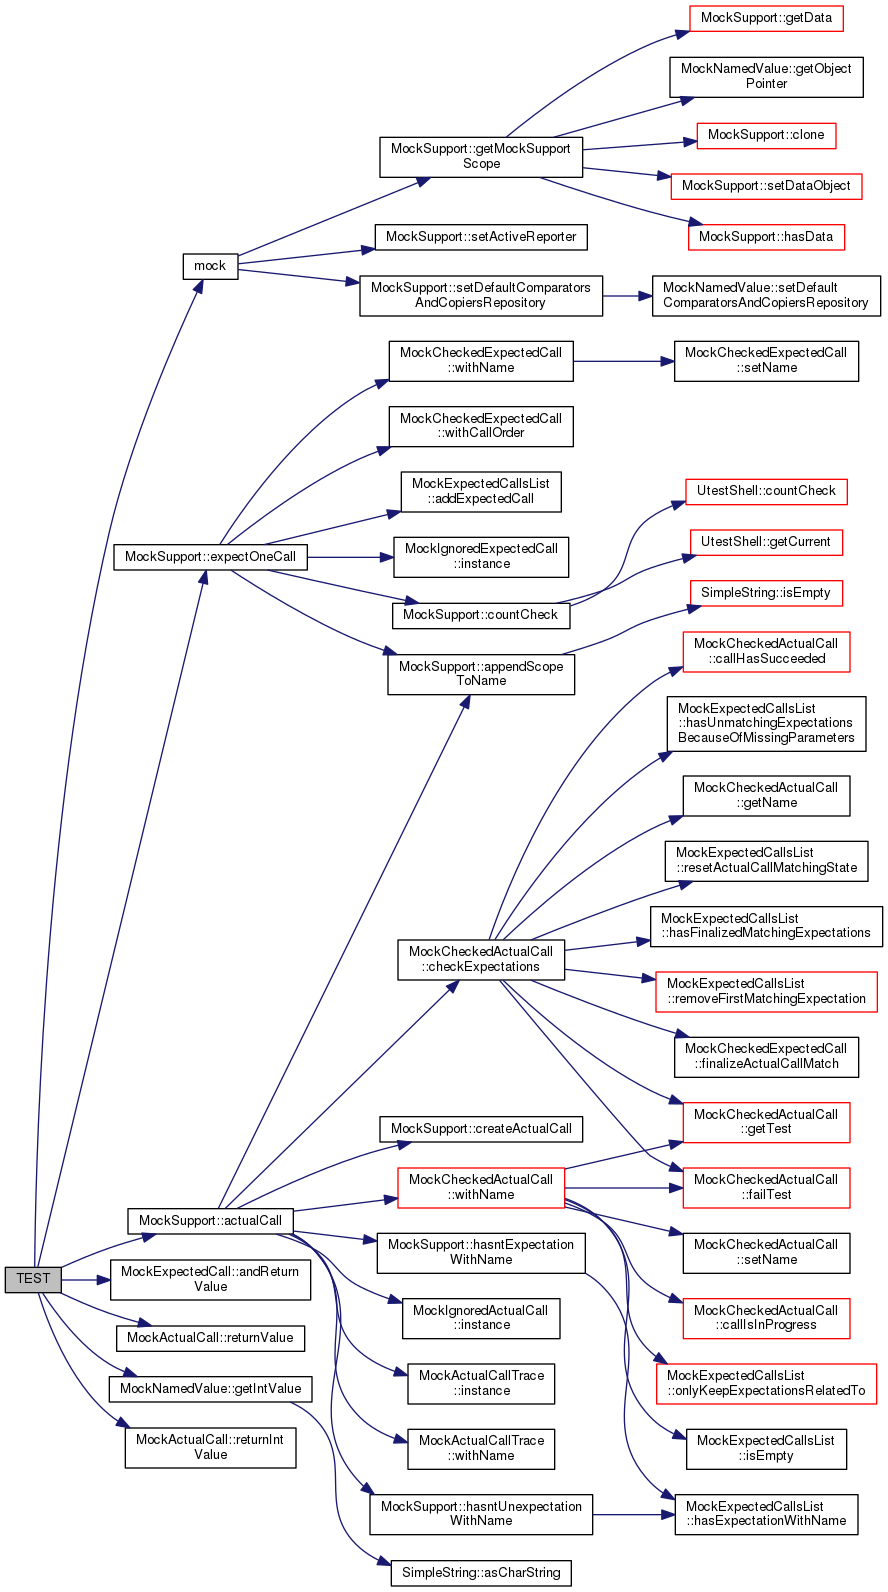 MockSupport::getData
MockNamedValue::getObject
Pointer
MockSupport::getMockSupport
Scope
MockSupport::clone
MockSupport::setDataObject
MockSupport::hasData
MockSupport::setActiveReporter
mock
MockSupport::setDefaultComparators
AndCopiersRepository
MockNamedValue::setDefault
ComparatorsAndCopiersRepository
MockCheckedExpectedCall
::withName
MockCheckedExpectedCall
::setName
MockCheckedExpectedCall
::withCallOrder
MockExpectedCallsList
::addExpectedCall
UtestShell::countCheck
MockSupport::expectOneCall
MockIgnoredExpectedCall
::instance
UtestShell::getCurrent
MockSupport::countCheck
SimpleString::isEmpty
MockSupport::appendScope
ToName
MockCheckedActualCall
::callHasSucceeded
MockExpectedCallsList
::hasUnmatchingExpectations
BecauseOfMissingParameters
MockCheckedActualCall
::getName
MockExpectedCallsList
::resetActualCallMatchingState
MockExpectedCallsList
::hasFinalizedMatchingExpectations
MockCheckedActualCall
::checkExpectations
MockExpectedCallsList
::removeFirstMatchingExpectation
MockCheckedExpectedCall
::finalizeActualCallMatch
MockCheckedActualCall
::getTest
MockSupport::createActualCall
MockCheckedActualCall
::withName
MockCheckedActualCall
::failTest
MockSupport::actualCall
MockSupport::hasntExpectation
WithName
MockCheckedActualCall
::setName
TEST
MockExpectedCall::andReturn
Value
MockIgnoredActualCall
::instance
MockCheckedActualCall
::callIsInProgress
MockActualCall::returnValue
MockNamedValue::getIntValue
MockActualCallTrace
::instance
MockExpectedCallsList
::onlyKeepExpectationsRelatedTo
MockActualCall::returnInt
Value
MockActualCallTrace
::withName
MockExpectedCallsList
::isEmpty
MockSupport::hasntUnexpectation
WithName
MockExpectedCallsList
::hasExpectationWithName
SimpleString::asCharString